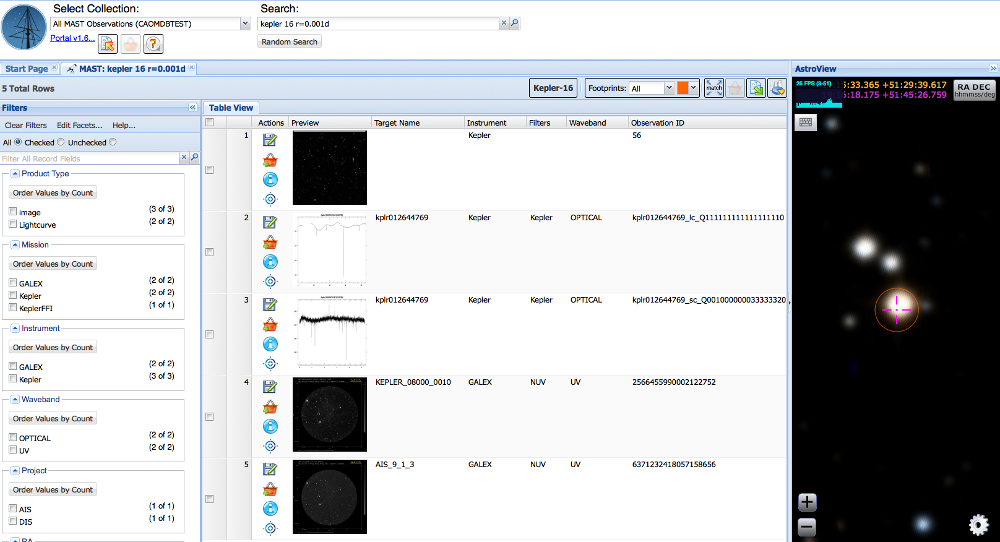 Select Collection:
Search:
All MAST Observations (CAOMDBTEST)
kepler 16 r=0.001d
Portal v1.6...
Random Search
Start Page
MAST: kepler 16 r=0.001d
AstroView
5 Total Rows
Kepler-16
Footprints: All
match
25 FPS (8-51)
5:33.365 +51:29:39.617
18.175 +51:45:26.759
RA DEC
hhmmss/deg
Filters
Table View
Clear Filters
Edit Facets...
Help...
All
Checked
Unchecked
Filter All Record Fields
Product Type
Order Values by Count
image (3 of 3)
Lightcurve (2 of 2)
Mission
Order Values by Count
GALEX (2 of 2)
Kepler (2 of 2)
KeplerFFI (1 of 1)
Instrument
Order Values by Count
GALEX (2 of 2)
Kepler (3 of 3)
Waveband
Order Values by Count
OPTICAL (2 of 2)
UV (2 of 2)
Project
Order Values by Count
AIS (1 of 1)
DIS (1 of 1)
RA
Actions Preview Target Name Instrument Filters Waveband Observation ID
1 Kepler 56
2 kplr012644769 Kepler Kepler OPTICAL kplr012644769_lc_Q111111111111111110
3 kplr012644769 Kepler Kepler OPTICAL kplr012644769_sc_Q001000000033333320
4 KEPLER_08000_0010 GALEX NUV UV 2566455990002122752
GALEX
5 AIS_9_1_3 GALEX NUV UV 6371232418057158656
GALEX